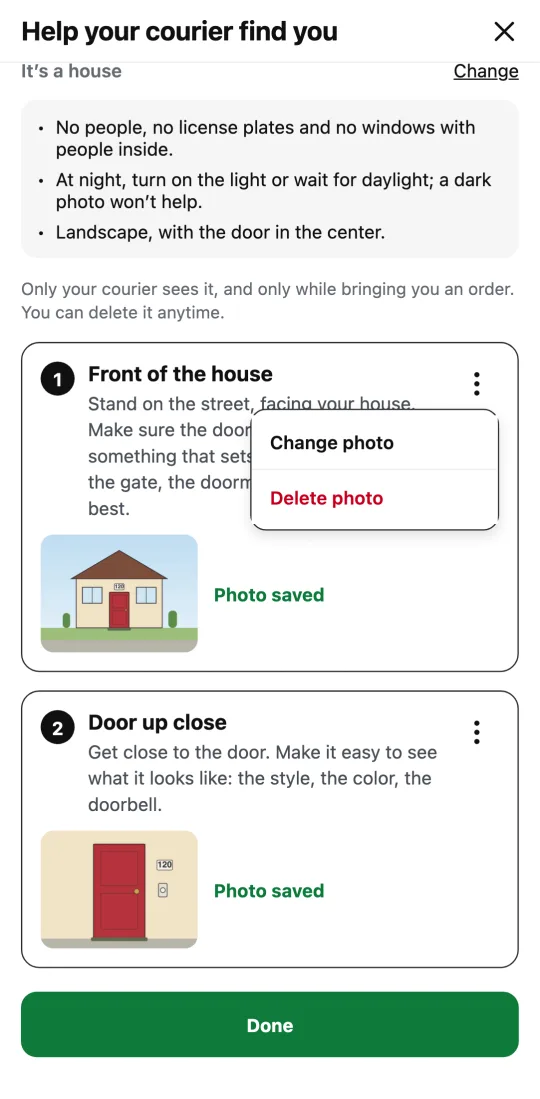 Help your courier find you
It's a house
Change
• No people, no license plates and no windows with
people inside.
• At night, turn on the light or wait for daylight; a dark
photo won't help.
• Landscape, with the door in the center.
Only your courier sees it, and only while bringing you an order.
You can delete it anytime.
1
Front of the house
Stand on the street, facing your house.
Make sure the door
something that sets
the gate, the doorm
best.
Change photo
Delete photo
120
Photo saved
2
Door up close
Get close to the door. Make it easy to see
what it looks like: the style, the color, the
doorbell.
120
Photo saved
Done